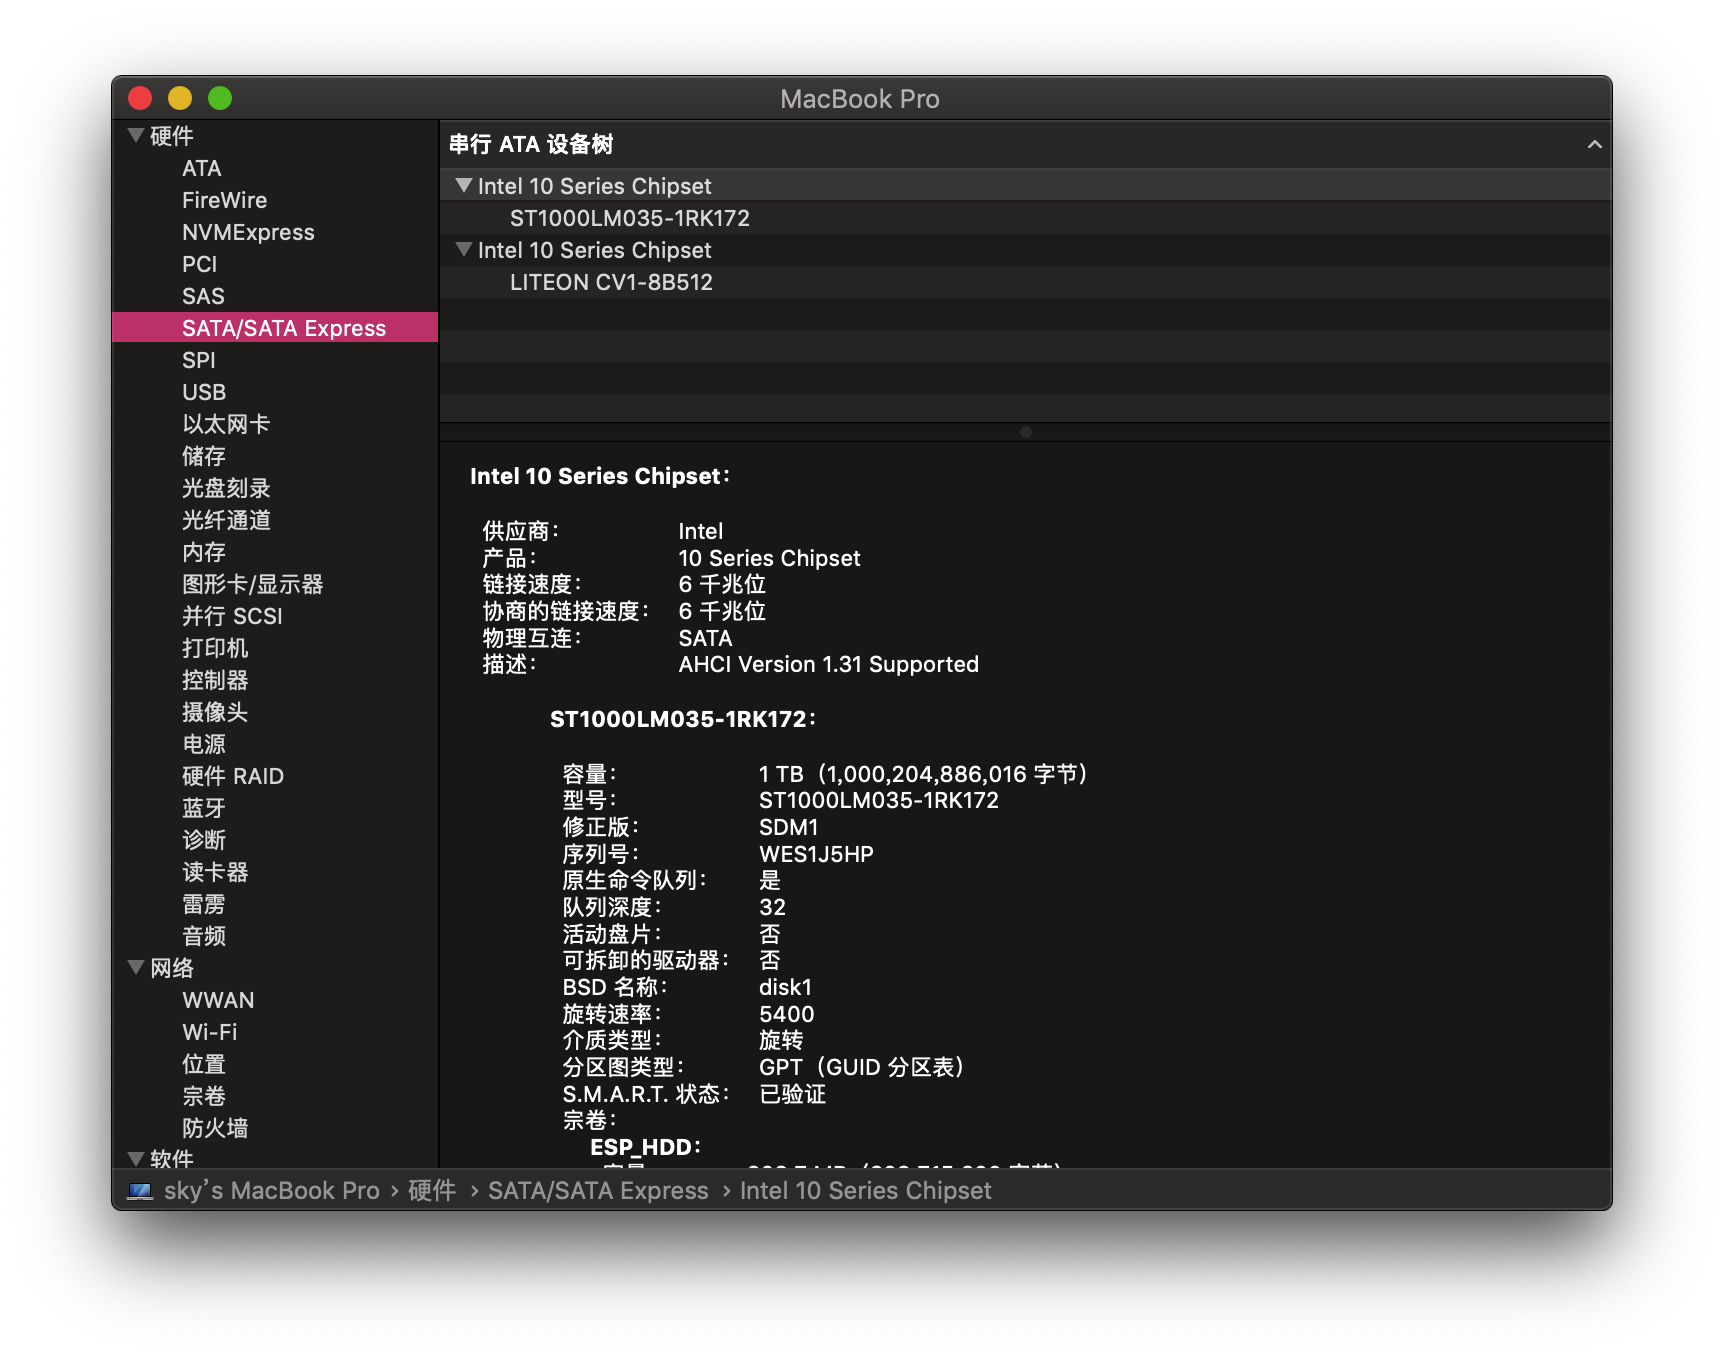 MacBook Pro
硬件
ATA
FireWire
NVMExpress
PCI
SAS
SATA/SATA Express
SPI
USB
以太网卡
储存
光盘刻录
光纤通道
内存
图形卡/显示器
并行 SCSI
打印机
控制器
摄像头
电源
硬件 RAID
蓝牙
诊断
读卡器
雷雳
音频
网络
WWAN
Wi-Fi
位置
宗卷
防火墙
软件
串行 ATA 设备树
Intel 10 Series Chipset
ST1000LM035-1RK172
Intel 10 Series Chipset
LITEON CV1-8B512
Intel 10 Series Chipset：
供应商： Intel
产品： 10 Series Chipset
链接速度： 6 千兆位
协商的链接速度： 6 千兆位
物理互连： SATA
描述： AHCI Version 1.31 Supported
ST1000LM035-1RK172：
容量： 1 TB（1,000,204,886,016 字节）
型号： ST1000LM035-1RK172
修正版： SDM1
序列号： WES1J5HP
原生命令队列： 是
队列深度： 32
活动盘片： 否
可拆卸的驱动器： 否
BSD 名称： disk1
旋转速率： 5400
介质类型： 旋转
分区图类型： GPT（GUID 分区表）
S.M.A.R.T. 状态： 已验证
宗卷：
ESP_HDD：
sky's MacBook Pro › 硬件 › SATA/SATA Express › Intel 10 Series Chipset